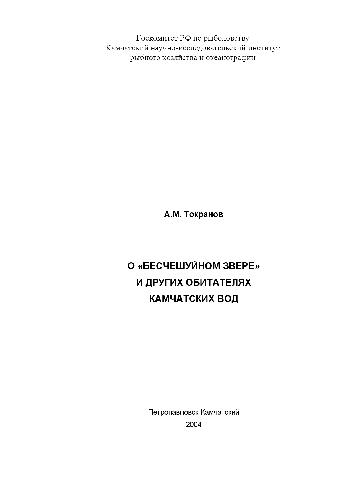 Госкомитет РФ по рыболовству
Камчатский научно-исследовательский институт
рыбного хозяйства и океанографии
А.М. Токранов
О «БЕСЧЕШУЙНОМ ЗВЕРЕ»
И ДРУГИХ ОБИТАТЕЛЯХ
КАМЧАТСКИХ ВОД
Петропавловск-Камчатский
2004